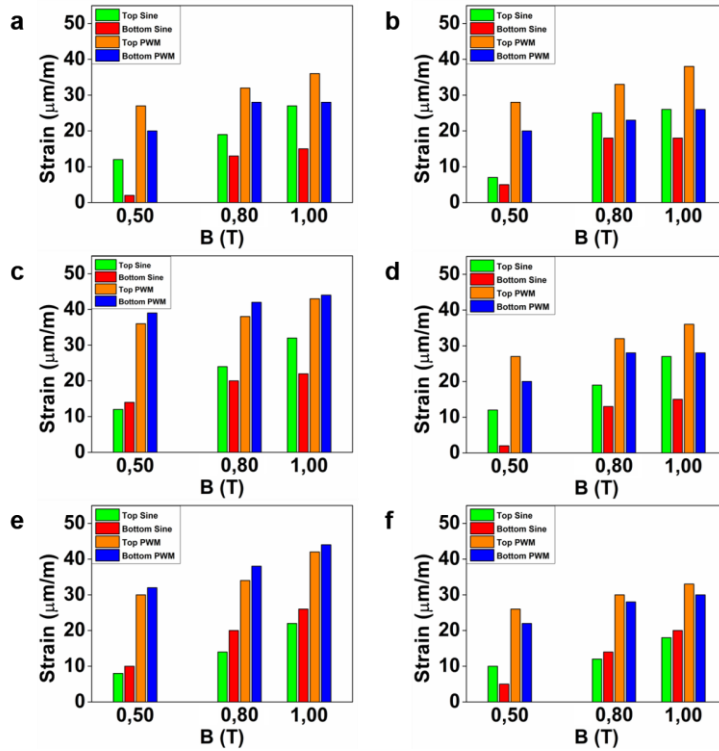 a
50
40
30
20
10
0
Strain (μm/m)
Top Sine
Bottom Sine
Top PWM
Bottom PWM
0,50 0,80 1,00
B (T)
b
50
40
30
20
10
0
Strain (μm/m)
Top Sine
Bottom Sine
Top PWM
Bottom PWM
0,50 0,80 1,00
B (T)
c
50
40
30
20
10
0
Strain (μm/m)
Top Sine
Bottom Sine
Top PWM
Bottom PWM
0,50 0,80 1,00
B (T)
d
50
40
30
20
10
0
Strain (μm/m)
Top Sine
Bottom Sine
Top PWM
Bottom PWM
0,50 0,80 1,00
B (T)
e
50
40
30
20
10
0
Strain (μm/m)
Top Sine
Bottom Sine
Top PWM
Bottom PWM
0,50 0,80 1,00
B (T)
f
50
40
30
20
10
0
Strain (μm/m)
Top Sine
Bottom Sine
Top PWM
Bottom PWM
0,50 0,80 1,00
B (T)